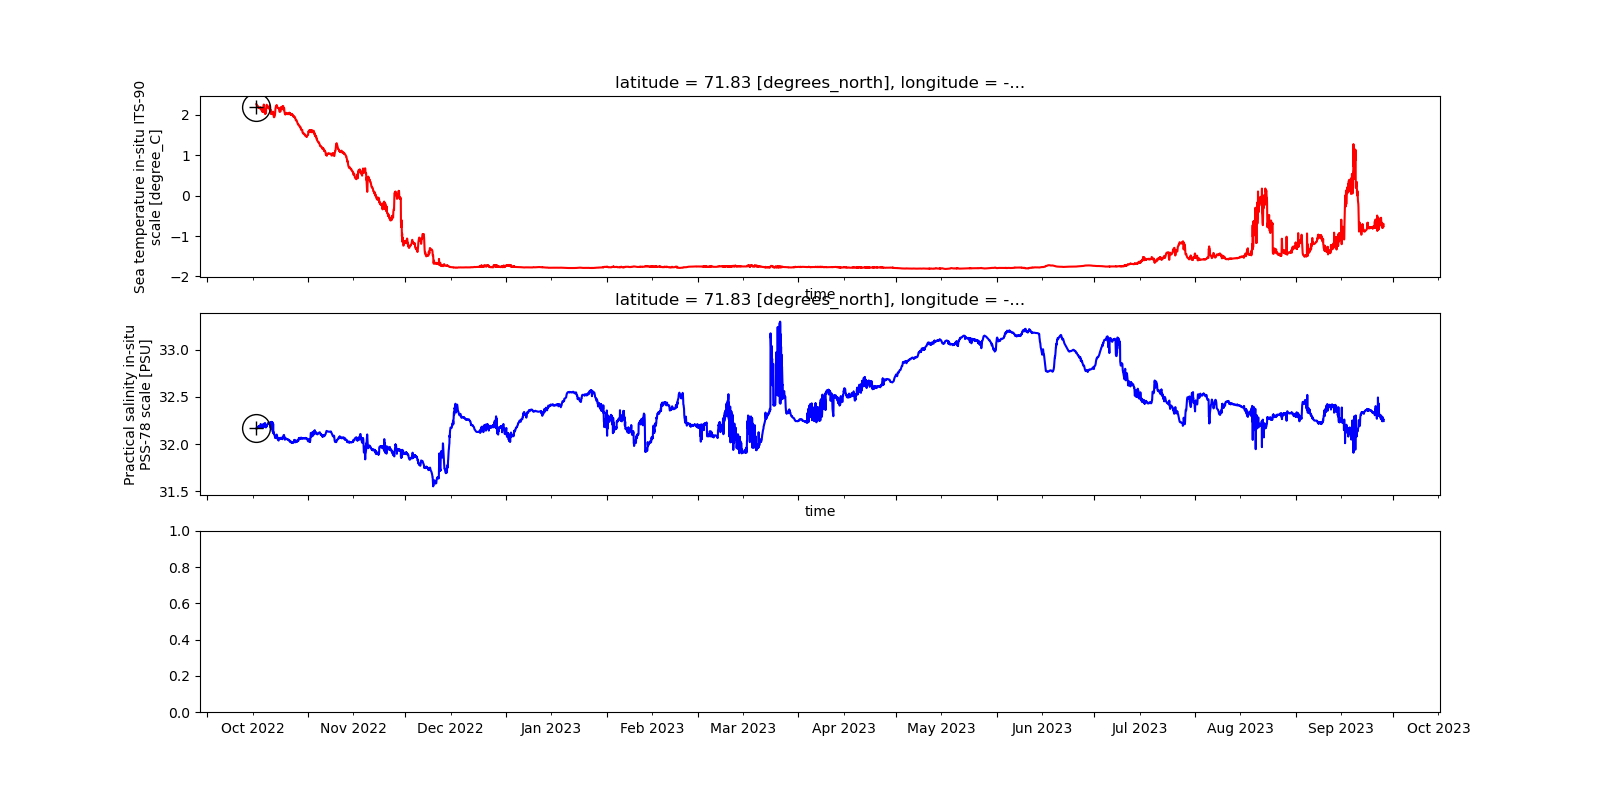 latitude = 71.83 [degrees_north], longitude = -...
Sea temperature in-situ ITS-90
scale [degree_C]
2
1
0
−1
−2
time
latitude = 71.83 [degrees_north], longitude = -...
Practical salinity in-situ
PSS-78 scale [PSU]
33.0
32.5
32.0
31.5
time
1.0
0.8
0.6
0.4
0.2
0.0
Oct 2022 Nov 2022 Dec 2022 Jan 2023 Feb 2023 Mar 2023 Apr 2023 May 2023 Jun 2023 Jul 2023 Aug 2023 Sep 2023 Oct 2023